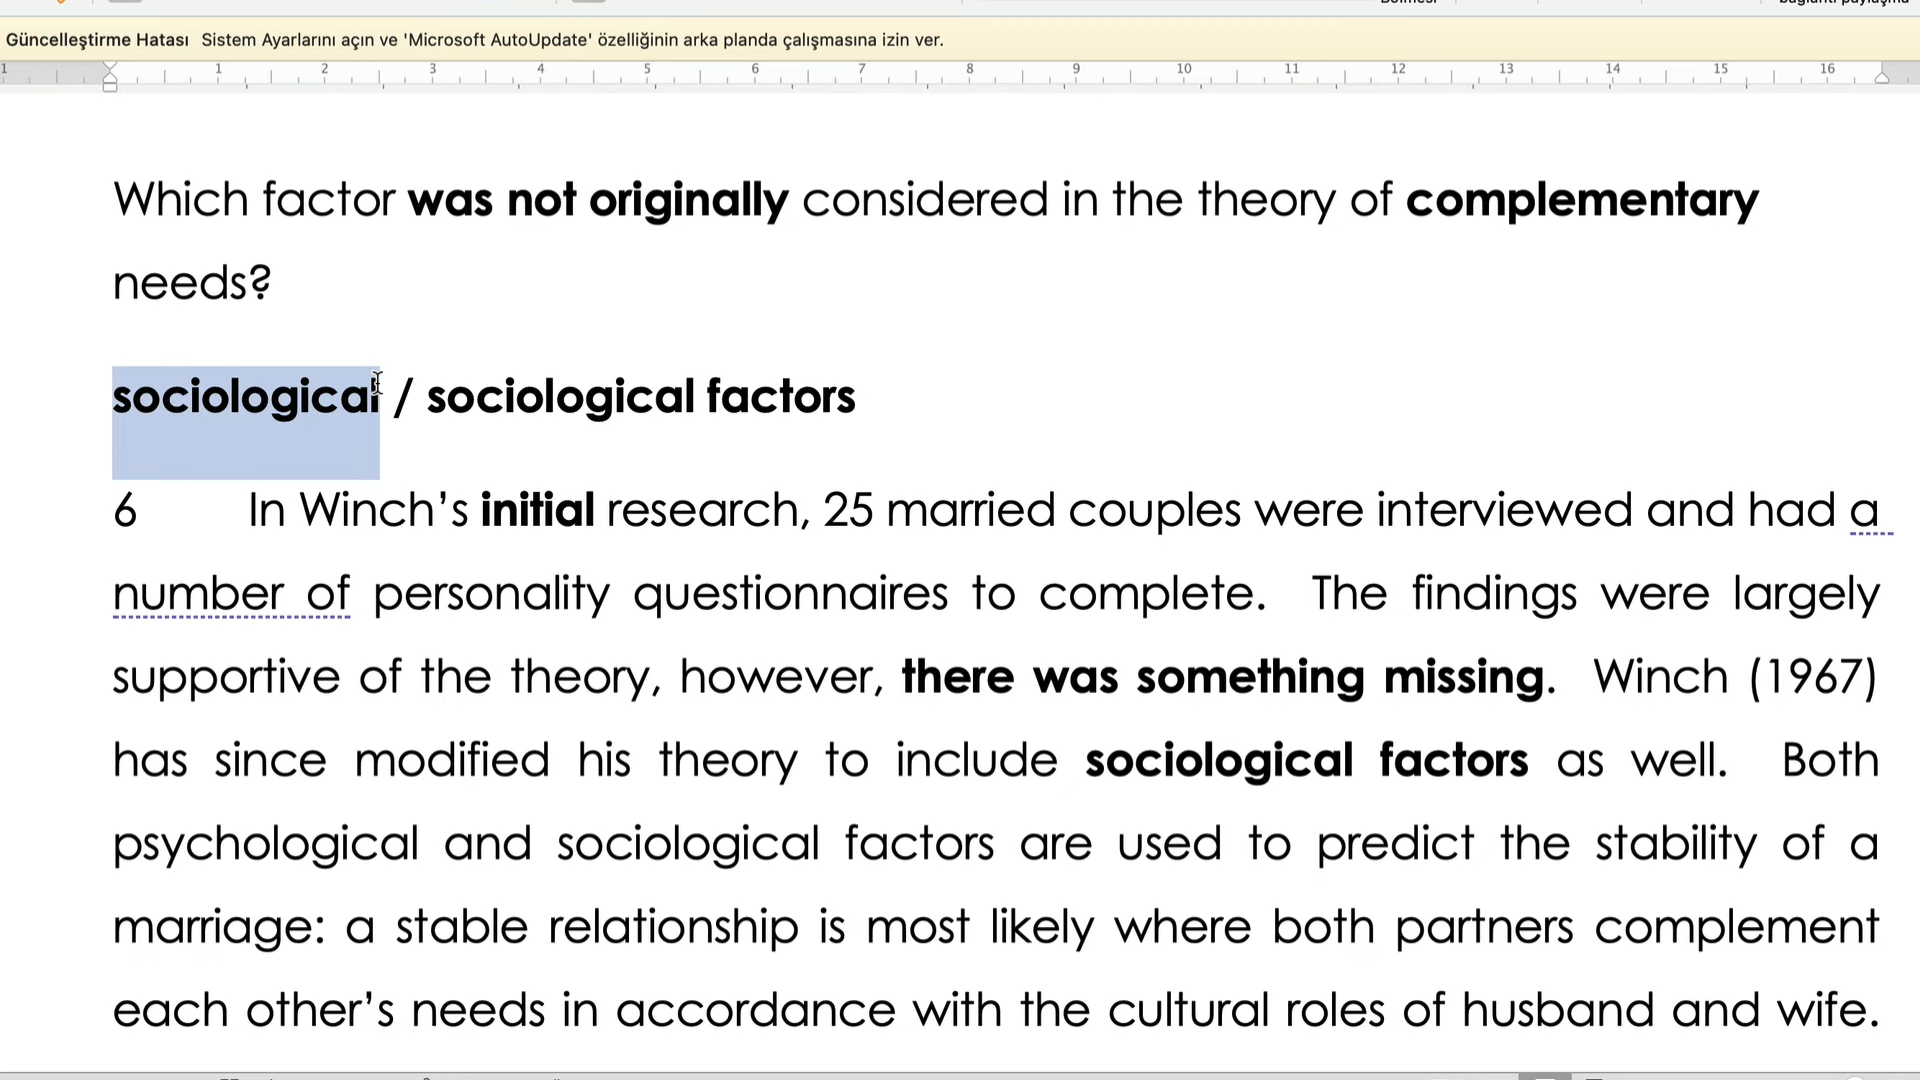 Güncelleştirme Hatası Sistem Ayarlarını açın ve 'Microsoft AutoUpdate' özelliğinin arka planda çalışmasına izin ver.
1 1 2 3 4 5 6 7 8 9 10 11 12 13 14 15 16
Which factor was not originally considered in the theory of complementary
needs?
sociological / sociological factors
6 In Winch’s initial research, 25 married couples were interviewed and had a
number of personality questionnaires to complete. The findings were largely
supportive of the theory, however, there was something missing. Winch (1967)
has since modified his theory to include sociological factors as well. Both
psychological and sociological factors are used to predict the stability of a
marriage: a stable relationship is most likely where both partners complement
each other’s needs in accordance with the cultural roles of husband and wife.